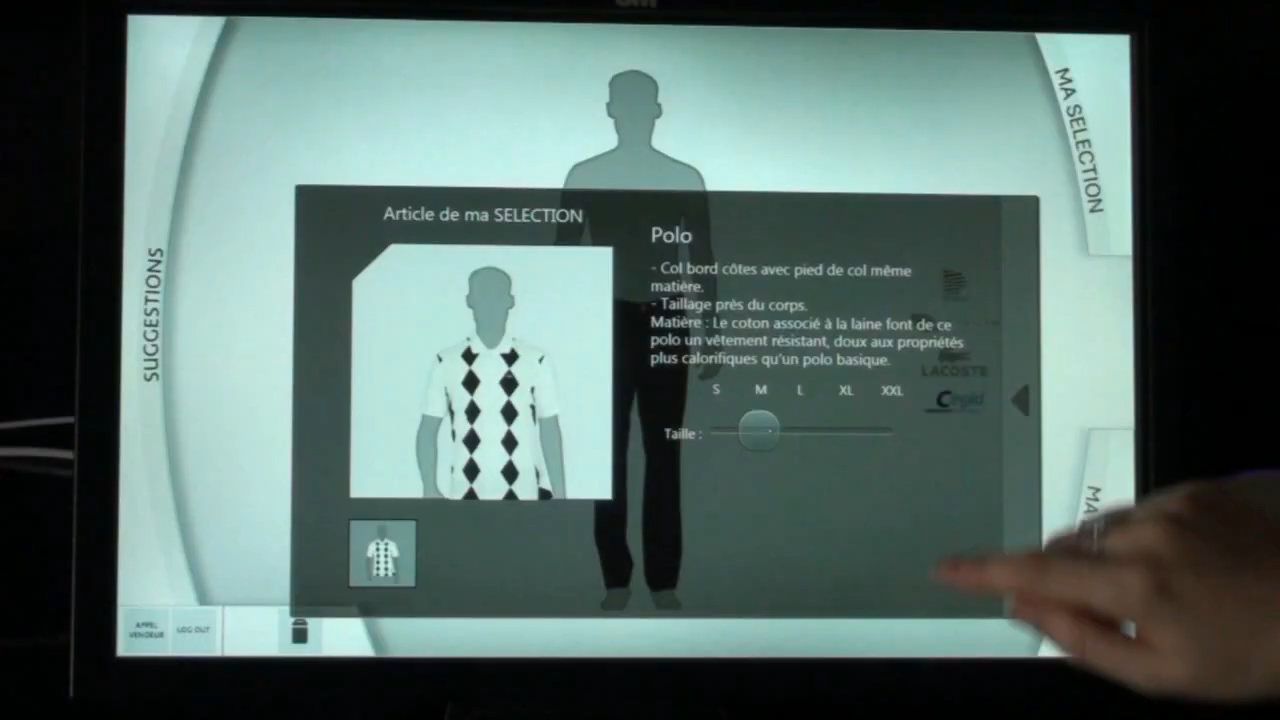 MA SELECTION
SUGGESTIONS
Article de ma SELECTION
Polo
- Col bord côtes avec pied de col même
matière.
- Taillage près du corps.
Matière : Le coton associé à la laine font de ce
polo un vêtement résistant, doux aux propriétés
plus calorifiques qu'un polo basique.
LACOSTE
S M L XL XXL
Taille :
APPEL
VENDEUR
LOG OUT